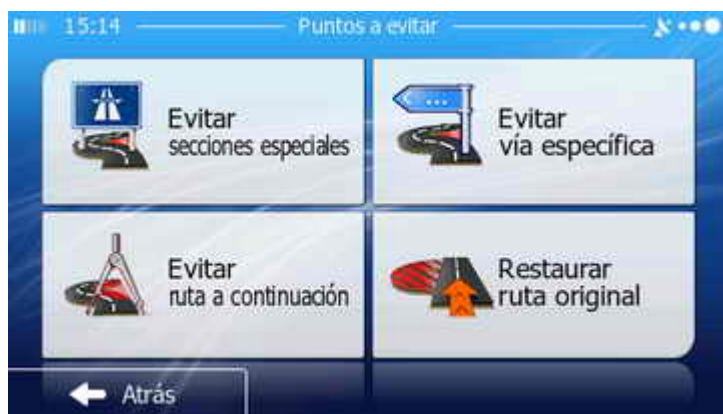 15:14 Puntos a evitar
Evitar
secciones especiales
Evitar
vía específica
Evitar
ruta a continuación
Restaurar
ruta original
Atrás